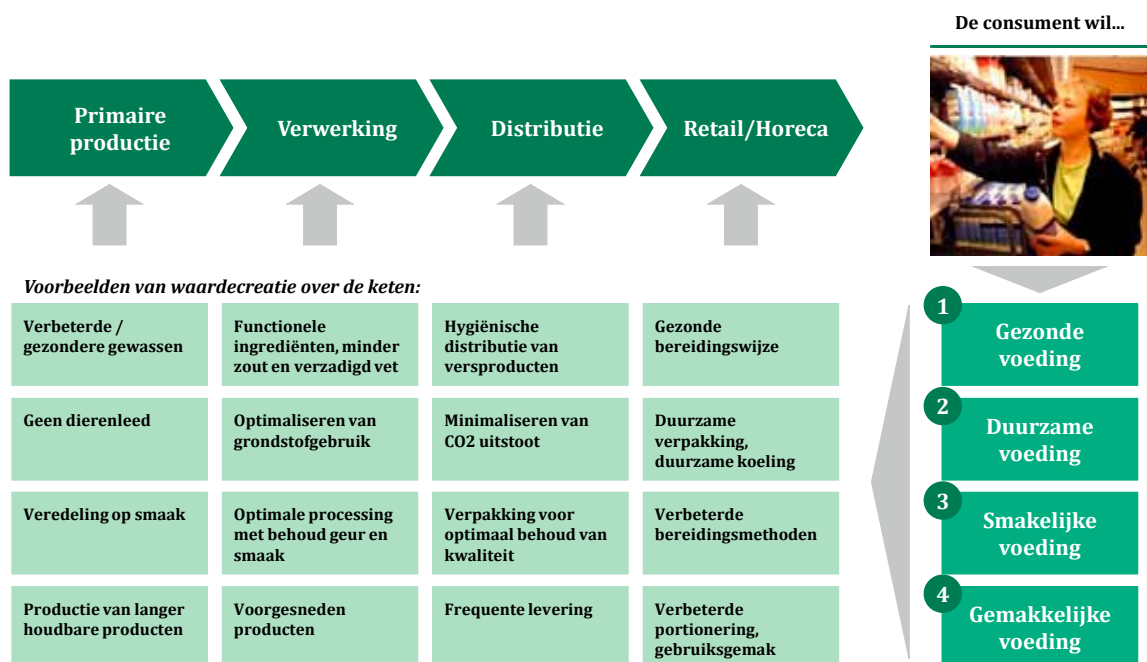 De consument wil...
Primaire
productie
Verwerking
Distributie
Retail/Horeca
Voorbeelden van waardecreatie over de keten:
Verbeterde /
gezondere gewassen
Functionele
ingrediënten, minder
zout en verzadigd vet
Hygiënische
distributie van
versproducten
Gezonde
bereidingswijze
1
Gezonde
voeding
Geen dierenleed
Optimaliseren van
grondstofgebruik
Minimaliseren van
CO2 uitstoot
Duurzame
verpakking,
duurzame koeling
2
Duurzame
voeding
Veredeling op smaak
Optimale processing
met behoud geur en
smaak
Verpakking voor
optimaal behoud van
kwaliteit
Verbeterde
bereidingsmethoden
3
Smakelijke
voeding
Productie van langer
houdbare producten
Voorgesneden
producten
Frequente levering
Verbeterde
portionering,
gebruiksgemak
4
Gemakkelijke
voeding